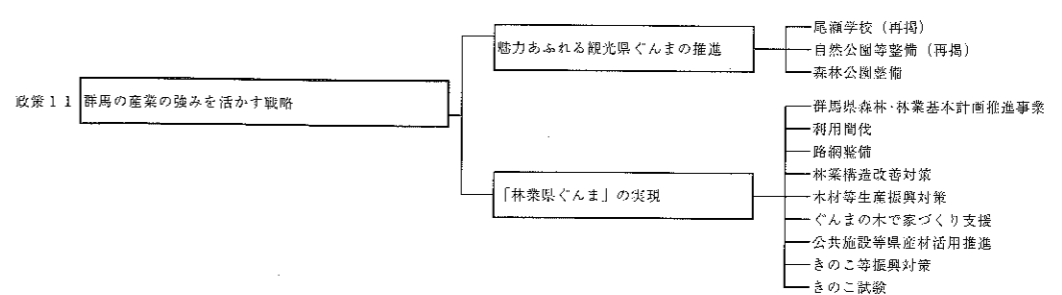 政策11 群馬の産業の強みを活かす戦略
魅力あふれる観光県ぐんまの推進
尾瀬学校（再掲）
自然公園等整備（再掲）
森林公園整備
「林業県ぐんま」の実現
群馬県森林・林業基本計画推進事業
利用間伐
路網整備
林業構造改善対策
木材等生産振興対策
ぐんまの木で家づくり支援
公共施設等県産材活用推進
きのこ等振興対策
きのこ試験